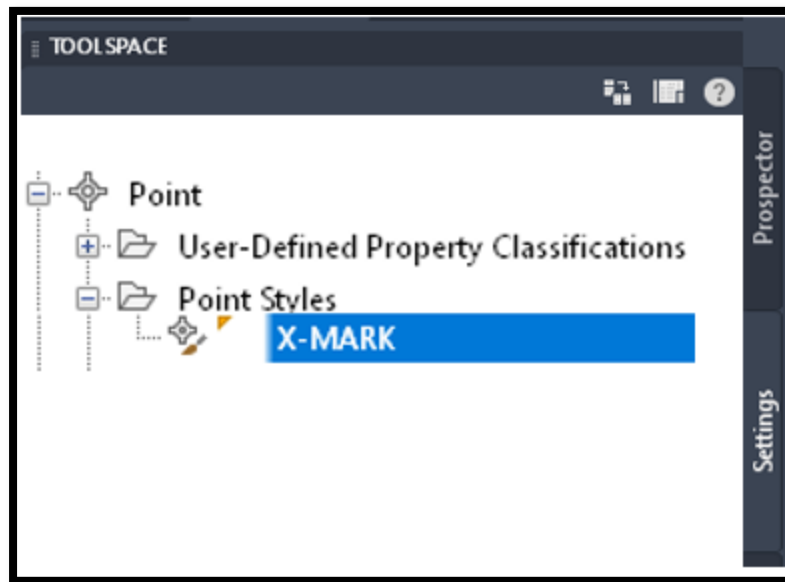 TOOLSPACE
Point
User-Defined Property Classifications
Point Styles
X-MARK
Prospector
Settings